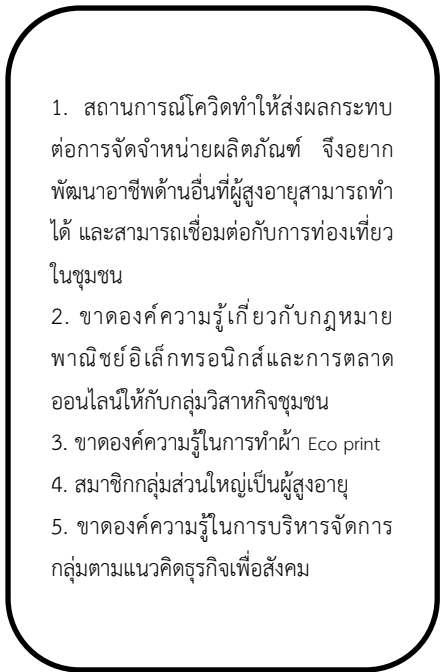 1. สถานการณ์โควิดทำให้ส่งผลกระทบ
ต่อการจัดจำหน่ายผลิตภัณฑ์ จึงอยาก
พัฒนาอาชีพด้านอื่นที่ผู้สูงอายุสามารถทำ
ได้ และสามารถเชื่อมต่อกับการท่องเที่ยว
ในชุมชน
2. ขาดองค์ความรู้เกี่ยวกับกฎหมาย
พาณิชย์อิเล็กทรอนิกส์และการตลาด
ออนไลน์ให้กับกลุ่มวิสาหกิจชุมชน
3. ขาดองค์ความรู้ในการทำผ้า Eco print
4. สมาชิกกลุ่มส่วนใหญ่เป็นผู้สูงอายุ
5. ขาดองค์ความรู้ในการบริหารจัดการ
กลุ่มตามแนวคิดธุรกิจเพื่อสังคม